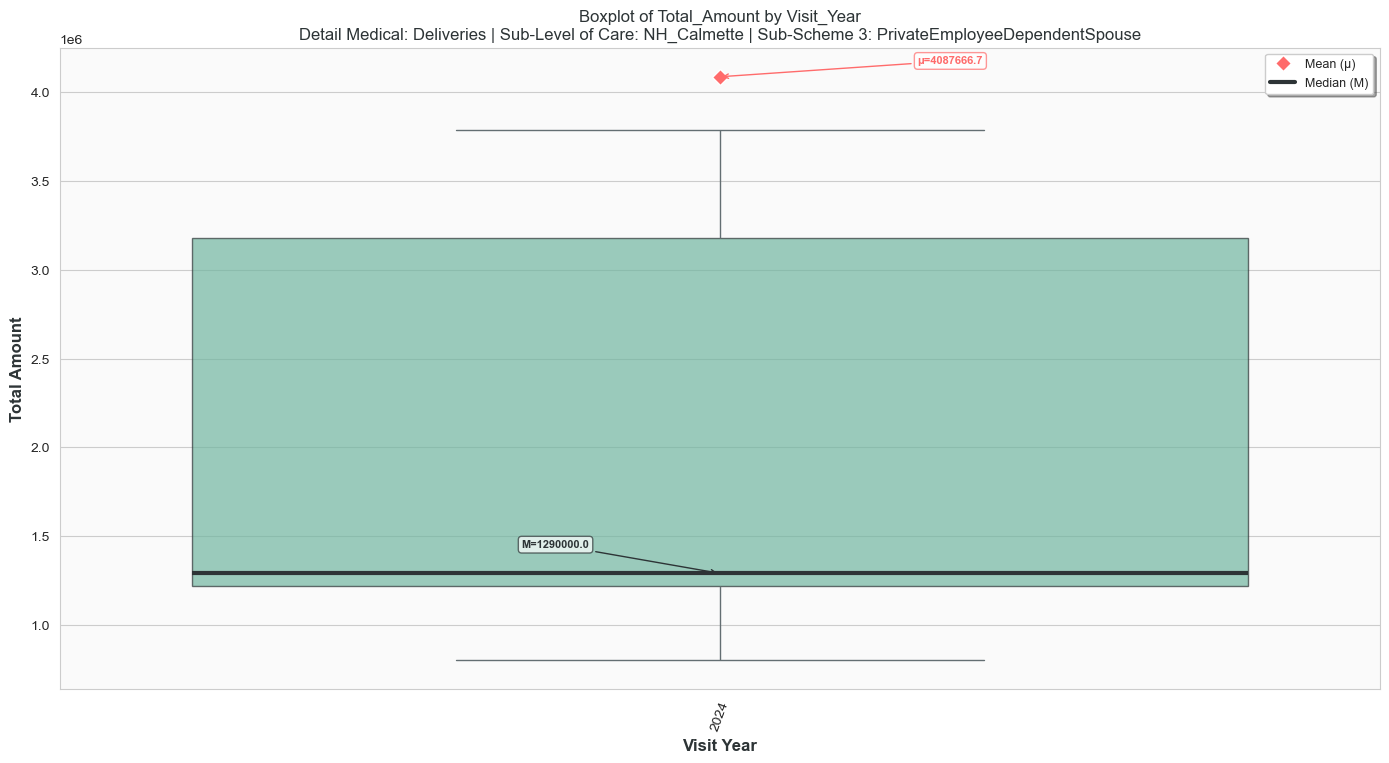 Boxplot of Total_Amount by Visit_Year
Detail Medical: Deliveries | Sub-Level of Care: NH_Calmette | Sub-Scheme 3: PrivateEmployeeDependentSpouse
1e6
μ=4087666.7
Mean (μ)
Median (M)
4.0
3.5
3.0
2.5
2.0
1.5
1.0
Total Amount
M=1290000.0
2024
Visit Year